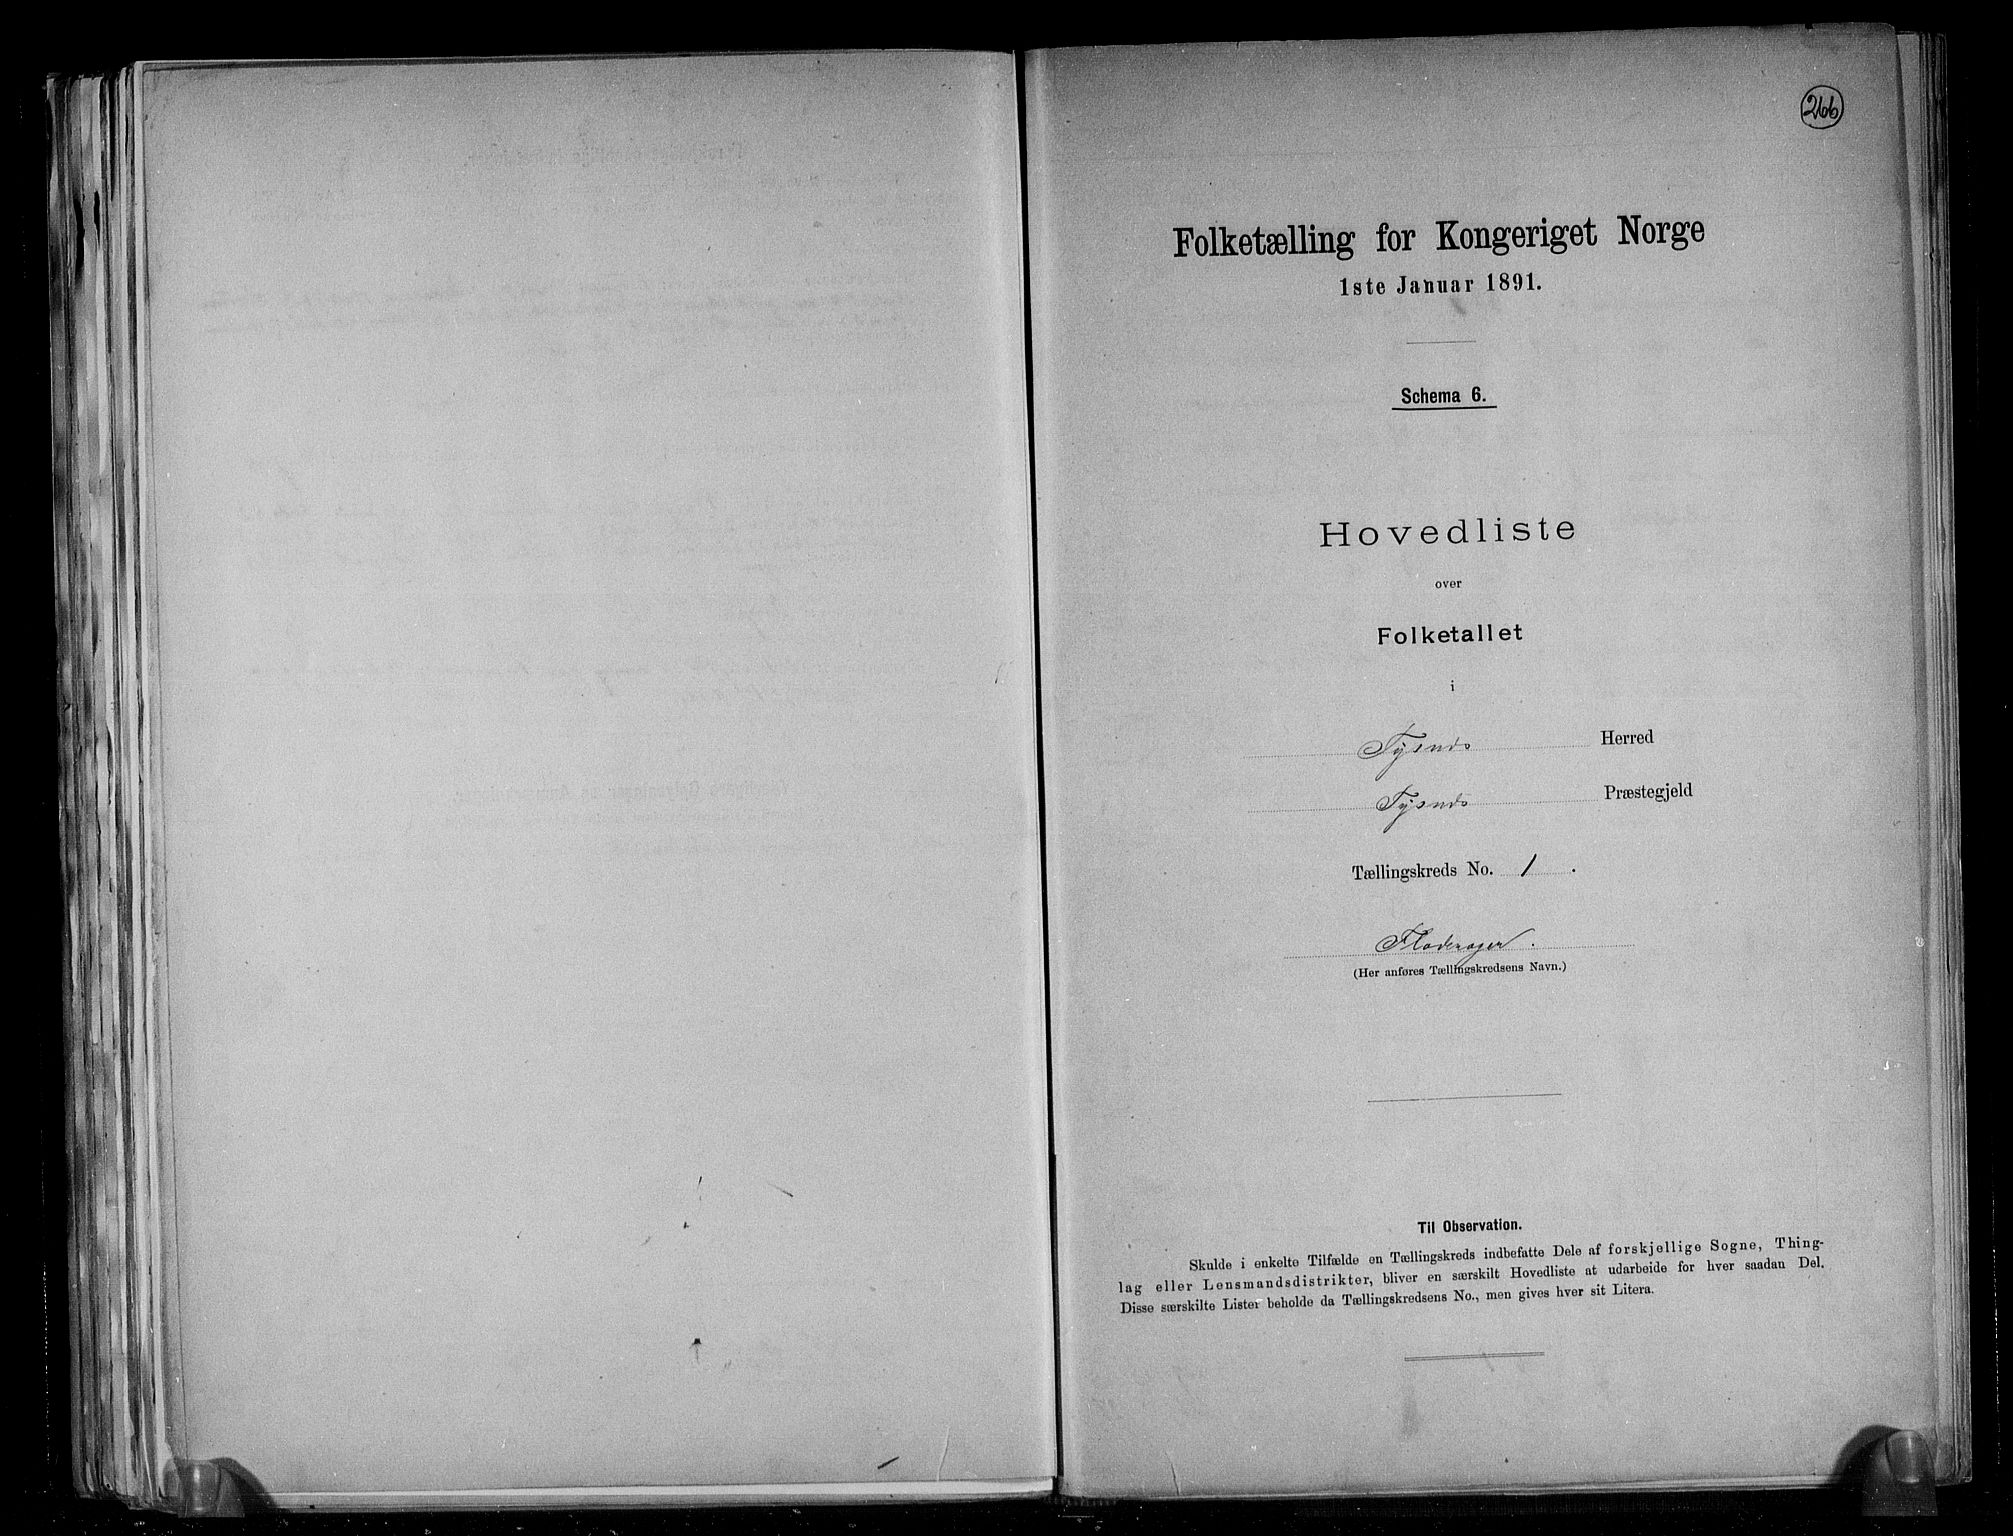 266
Folketælling for Kongeriget Norge
1ste Januar 1891.
Schema 6.
Hovedliste
over
Folketallet
i
Tysnes Herred
Tysnes Præstegjeld
Tællingskreds No. 1.
Fladenager.
(Her anføres Tællingskredsens Navn.)
Til Observation.
Skulde i enkelte Tilfælde en Tællingskreds indbefatte Dele af forskjellige Sogne, Thing-
lag eller Lensmandsdistrikter, bliver en særskilt Hovedliste at udarbeide for hver saadan Del.
Disse særskilte Lister beholde da Tællingskredsens No., men gives hver sit Litera.